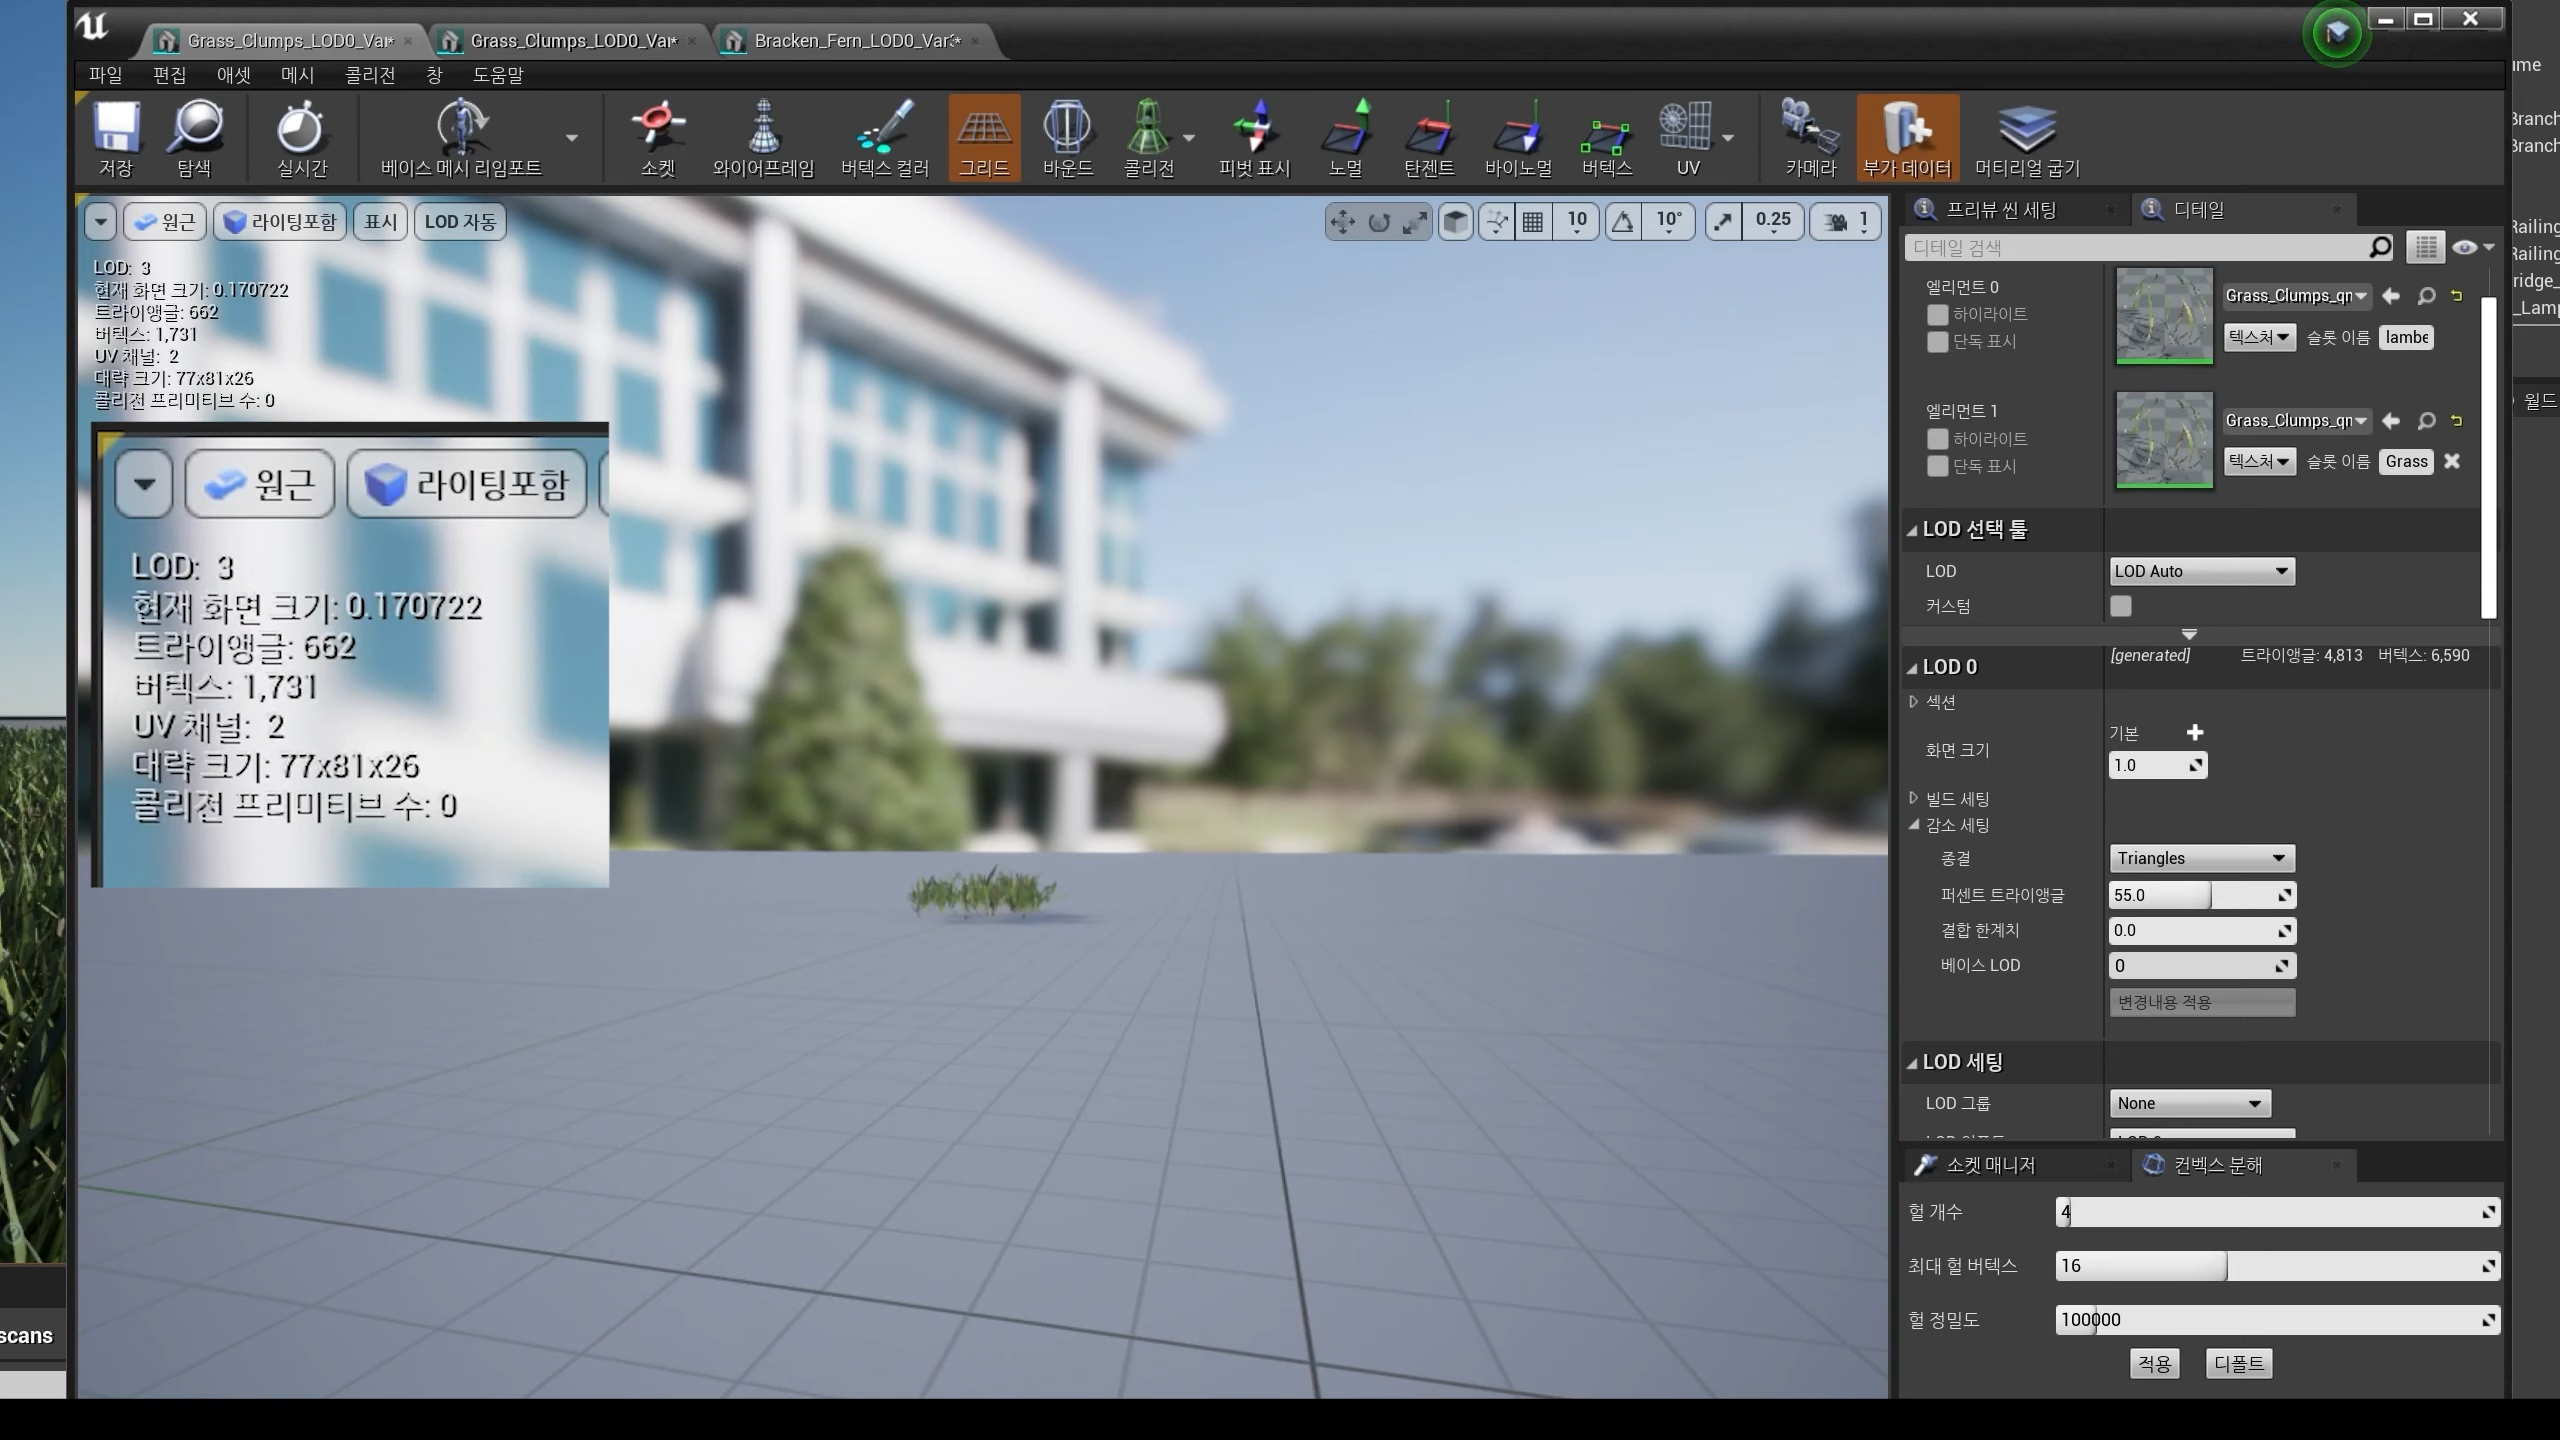 Grass_Clumps_LOD0_Var*
Grass_Clumps_LOD0_Var*
Bracken_Fern_LOD0_Var*
파일 편집 애셋 메시 콜리전 창 도움말
저장 탐색 실시간 베이스 메시 리임포트 소켓 와이어프레임 버텍스 컬러 그리드 바운드 콜리전 피벗 표시 노멀 탄젠트 바이노멀 버텍스 UV 카메라 부가 데이터 머티리얼 굽기
원근 라이팅포함 표시 LOD 자동
10 10° 0.25 1
LOD: 3
현재 화면 크기: 0.170722
트라이앵글: 662
버텍스: 1,731
UV 채널: 2
대략 크기: 77x81x26
콜리전 프리미티브 수: 0
원근 라이팅포함
LOD: 3
현재 화면 크기: 0.170722
트라이앵글: 662
버텍스: 1,731
UV 채널: 2
대략 크기: 77x81x26
콜리전 프리미티브 수: 0
프리뷰 씬 세팅 디테일
디테일 검색
엘리먼트 0
하이라이트
단독 표시
Grass_Clumps_qn
텍스처 슬롯 이름 lambe
엘리먼트 1
하이라이트
단독 표시
Grass_Clumps_qn
텍스처 슬롯 이름 Grass
LOD 선택 툴
LOD LOD Auto
커스텀
LOD 0
[generated] 트라이앵글: 4,813 버텍스: 6,590
섹션
화면 크기 기본
1.0
빌드 세팅
감소 세팅
종결 Triangles
퍼센트 트라이앵글 55.0
결합 한계치 0.0
베이스 LOD 0
변경내용 적용
LOD 세팅
LOD 그룹 None
소켓 매니저 컨벡스 분해
헐 개수 4
최대 헐 버텍스 16
헐 정밀도 100000
적용 디폴트
scans
ume
Branch
Branch
Railing
Railing
ridge_
_Lamp
월드